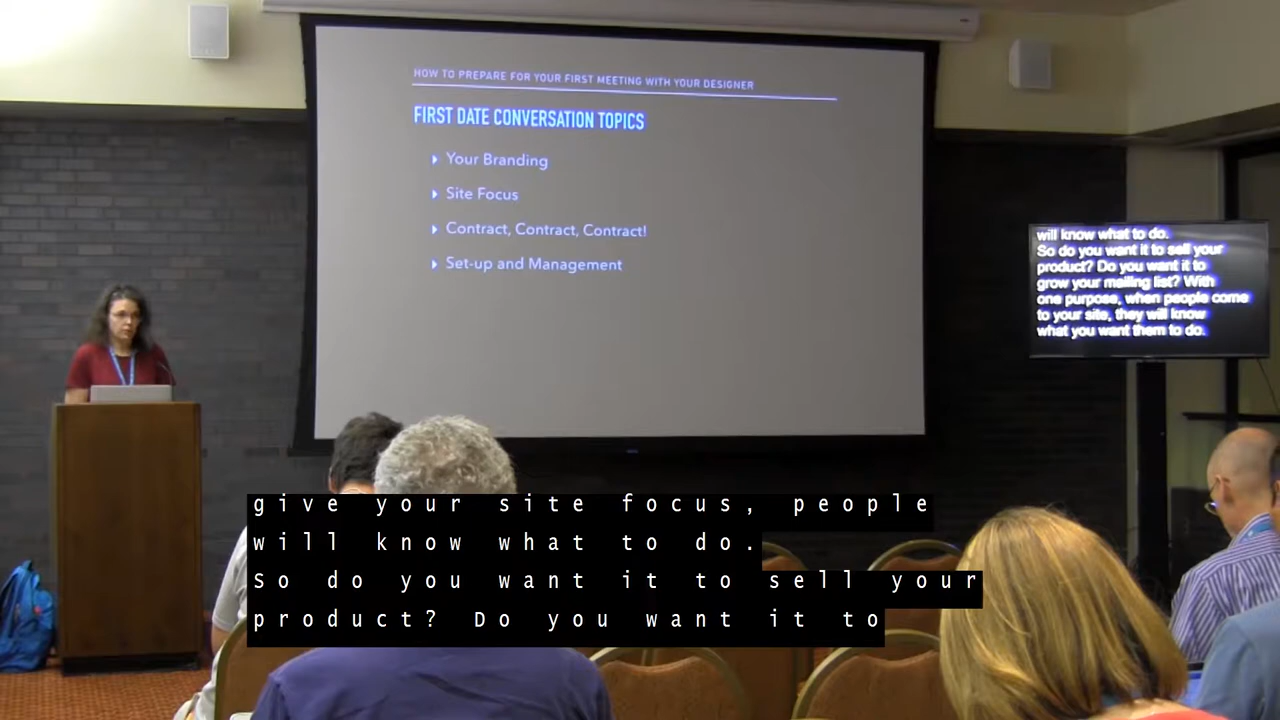 HOW TO PREPARE FOR YOUR FIRST MEETING WITH YOUR DESIGNER
FIRST DATE CONVERSATION TOPICS
Your Branding
Site Focus
Contract, Contract, Contract!
Set-up and Management
will know what to do.
So do you want it to sell your
product? Do you want it to
grow your mailing list? With
one purpose, when people come
to your site, they will know
what you want them to do.
give your site focus, people
will know what to do.
So do you want it to sell your
product? Do you want it to